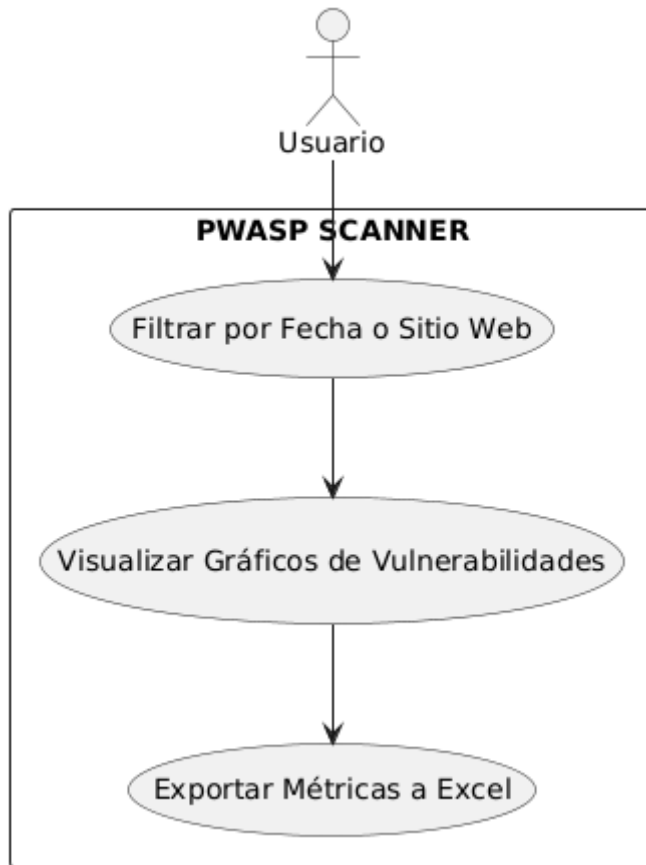 Usuario
PWASP SCANNER
Filtrar por Fecha o Sitio Web
Visualizar Gráficos de Vulnerabilidades
Exportar Métricas a Excel